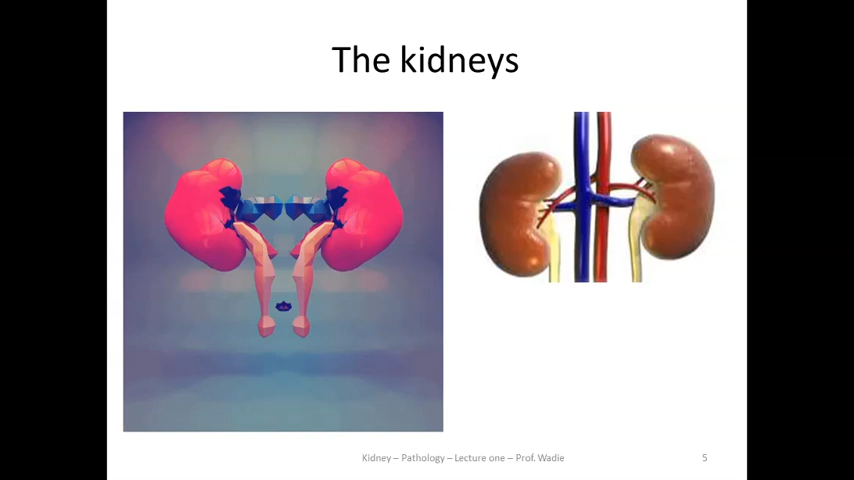 The kidneys
Kidney – Pathology – Lecture one – Prof. Wadie
5